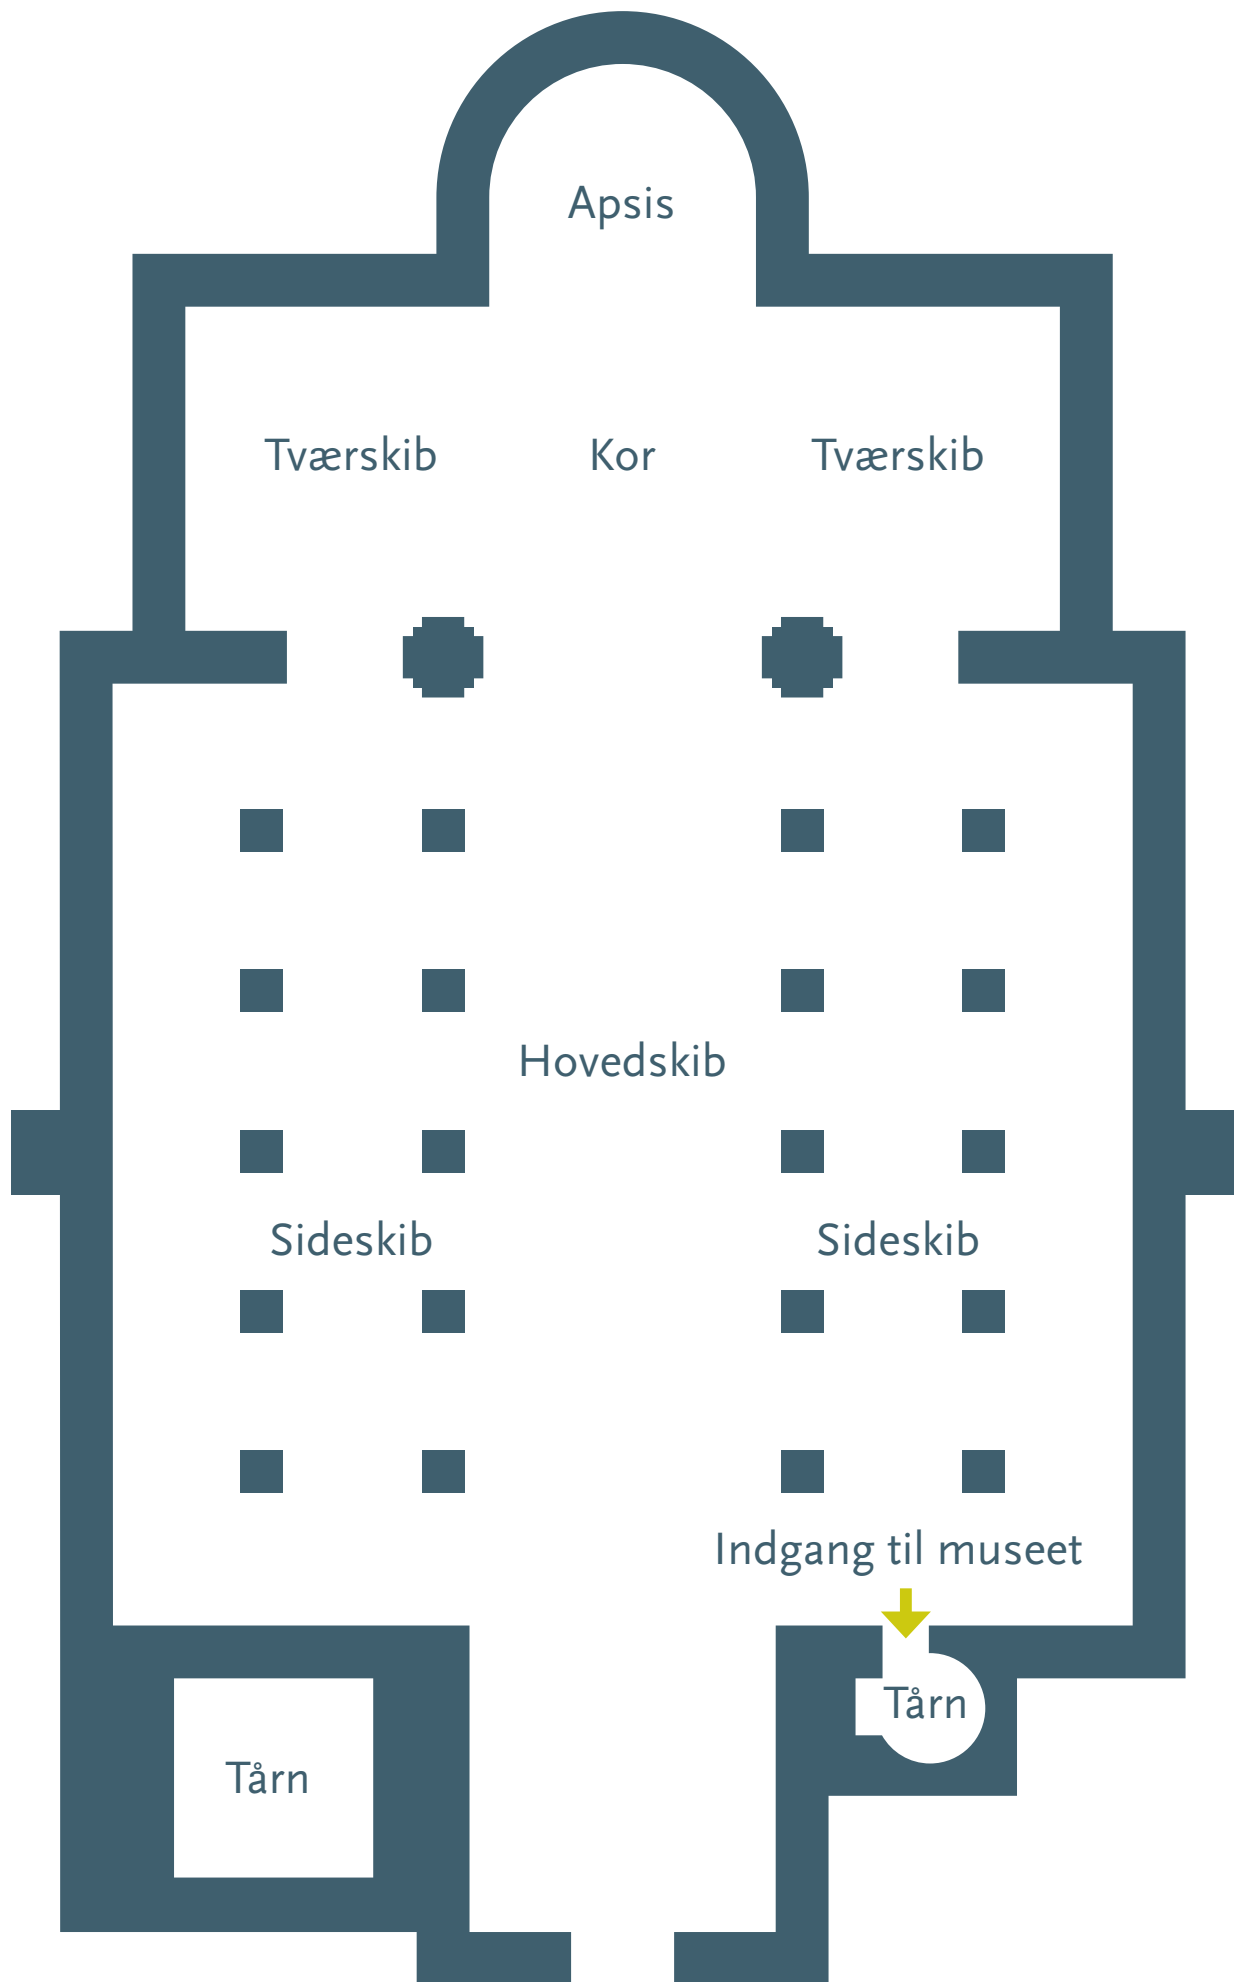 Apsis
Tværskib
Kor
Tværskib
Hovedskib
Sideskib
Sideskib
Indgang til museet
Tårn
Tårn